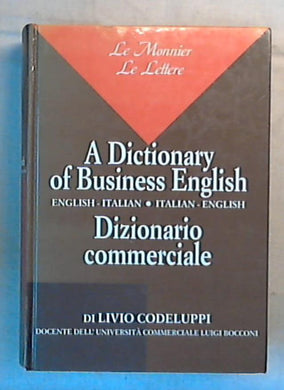 Le Monnier
Le Lettere
A Dictionary
of Business English
ENGLISH - ITALIAN • ITALIAN - ENGLISH
Dizionario
commerciale
DI LIVIO CODELUPPI
DOCENTE DELL'UNIVERSITÀ COMMERCIALE LUIGI BOCCONI